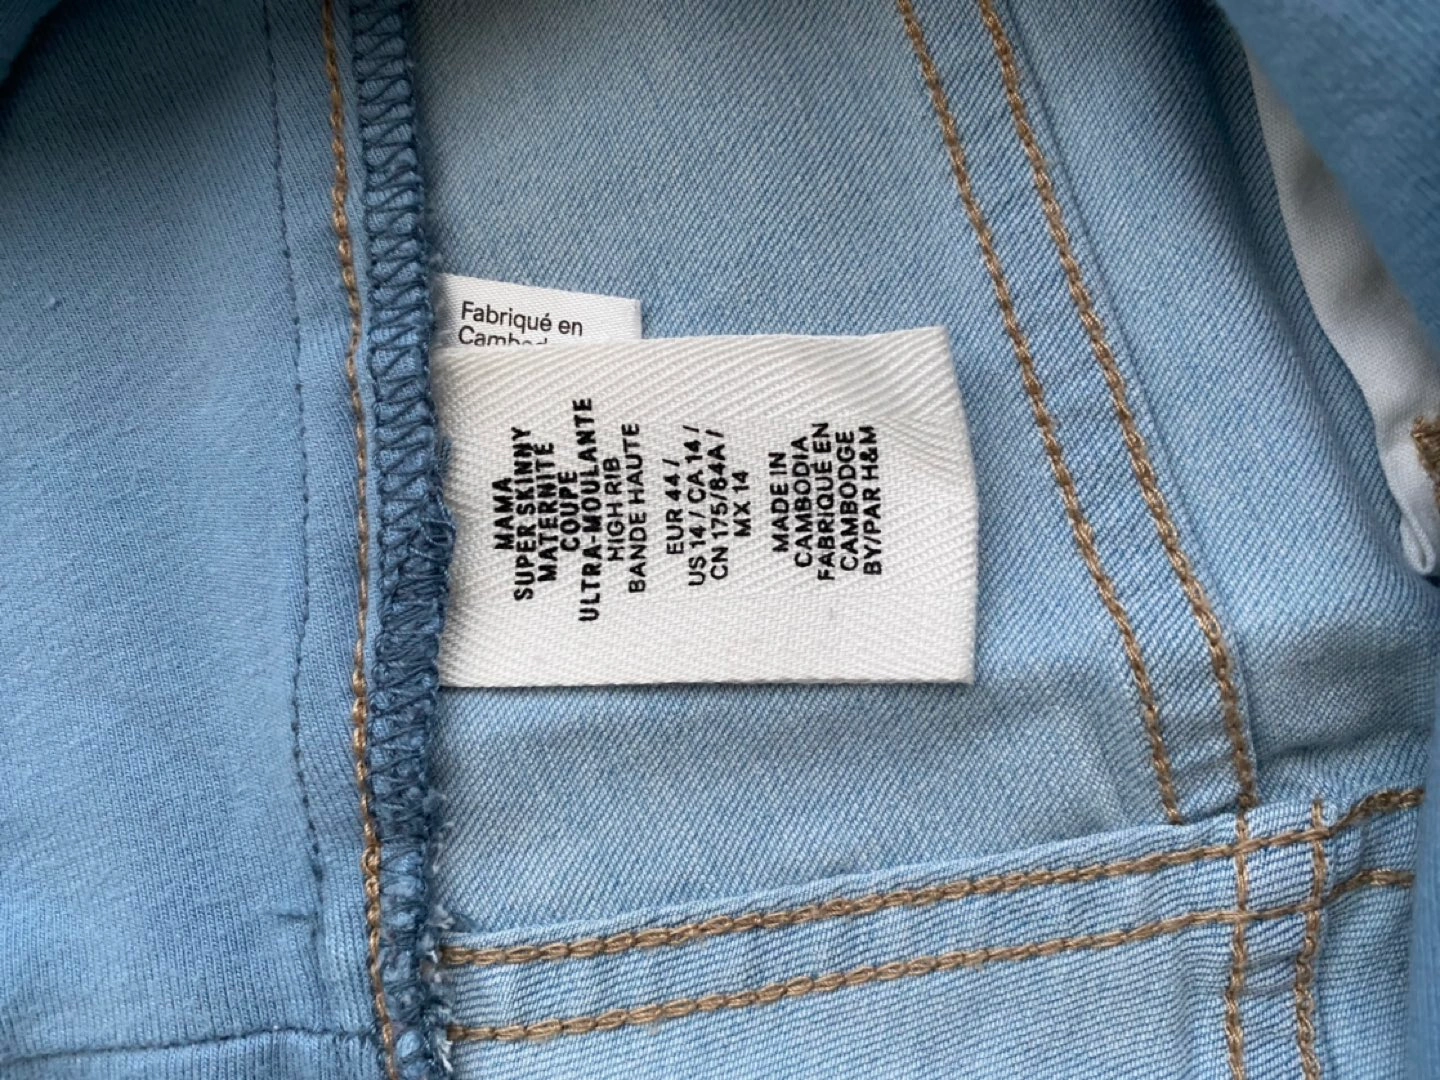 Fabriqué en
MAMA
SUPER SKINNY
MATERNITÉ
COUPE
ULTRA-MOULANTE
HIGH RIB
BANDE HAUTE
EUR 44 /
US 14 / CA 14 /
CN 175/84A /
MX 14
MADE IN
CAMBODIA
FABRIQUÉ EN
CAMBODGE
BY/PAR H&M